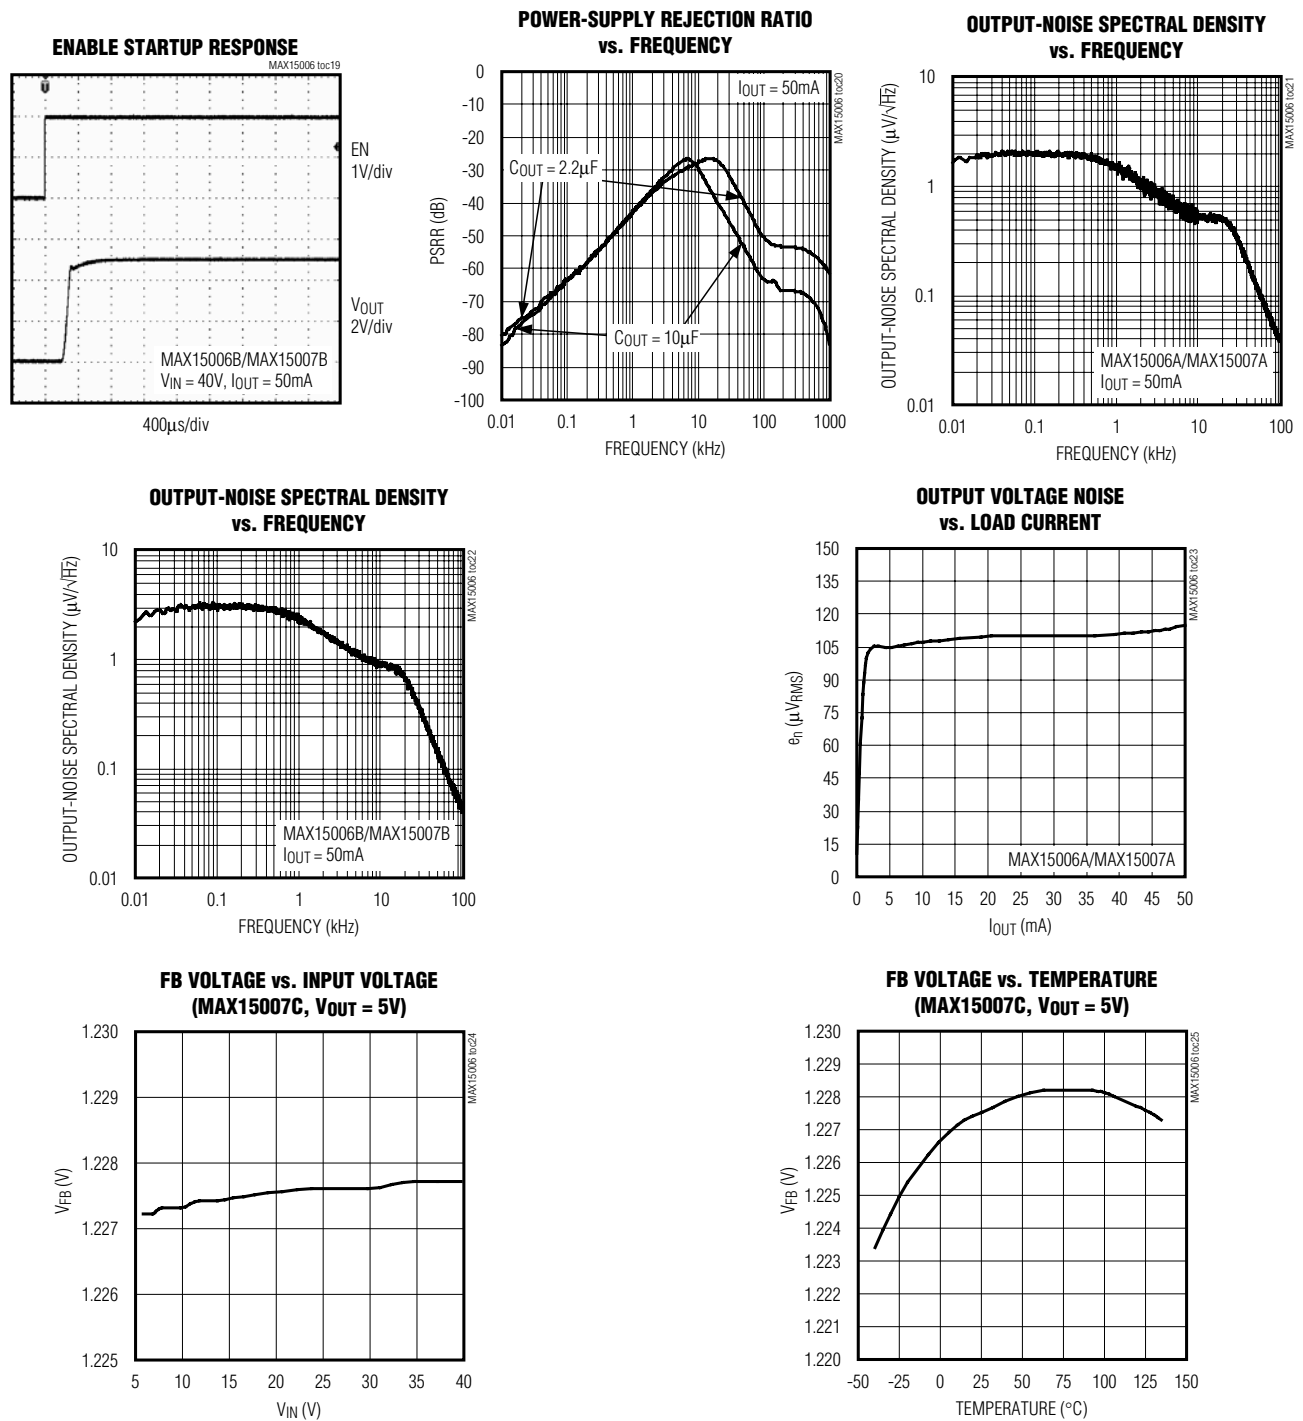 ENABLE STARTUP RESPONSE
MAX15006 toc19
EN
1V/div
VOUT
2V/div
MAX15006B/MAX15007B
VIN = 40V, IOUT = 50mA
400µs/div
POWER-SUPPLY REJECTION RATIO
vs. FREQUENCY
MAX15006 toc20
IOUT = 50mA
COUT = 2.2µF
COUT = 10µF
PSRR (dB)
0
-10
-20
-30
-40
-50
-60
-70
-80
-90
-100
0.01 0.1 1 10 100 1000
FREQUENCY (kHz)
OUTPUT-NOISE SPECTRAL DENSITY
vs. FREQUENCY
MAX15006 toc21
OUTPUT-NOISE SPECTRAL DENSITY (µV/√Hz)
10
1
0.1
0.01
MAX15006A/MAX15007A
IOUT = 50mA
0.01 0.1 1 10 100
FREQUENCY (kHz)
OUTPUT-NOISE SPECTRAL DENSITY
vs. FREQUENCY
MAX15006 toc22
OUTPUT-NOISE SPECTRAL DENSITY (µV/√Hz)
10
1
0.1
0.01
MAX15006B/MAX15007B
IOUT = 50mA
0.01 0.1 1 10 100
FREQUENCY (kHz)
OUTPUT VOLTAGE NOISE
vs. LOAD CURRENT
MAX15006 toc23
en (µVRMS)
150
135
120
105
90
75
60
45
30
15
0
MAX15006A/MAX15007A
0 5 10 15 20 25 30 35 40 45 50
IOUT (mA)
FB VOLTAGE vs. INPUT VOLTAGE
(MAX15007C, VOUT = 5V)
MAX15006 toc24
VFB (V)
1.230
1.229
1.228
1.227
1.226
1.225
5 10 15 20 25 30 35 40
VIN (V)
FB VOLTAGE vs. TEMPERATURE
(MAX15007C, VOUT = 5V)
MAX15006 toc25
VFB (V)
1.230
1.229
1.228
1.227
1.226
1.225
1.224
1.223
1.222
1.221
1.220
-50 -25 0 25 50 75 100 125 150
TEMPERATURE (°C)